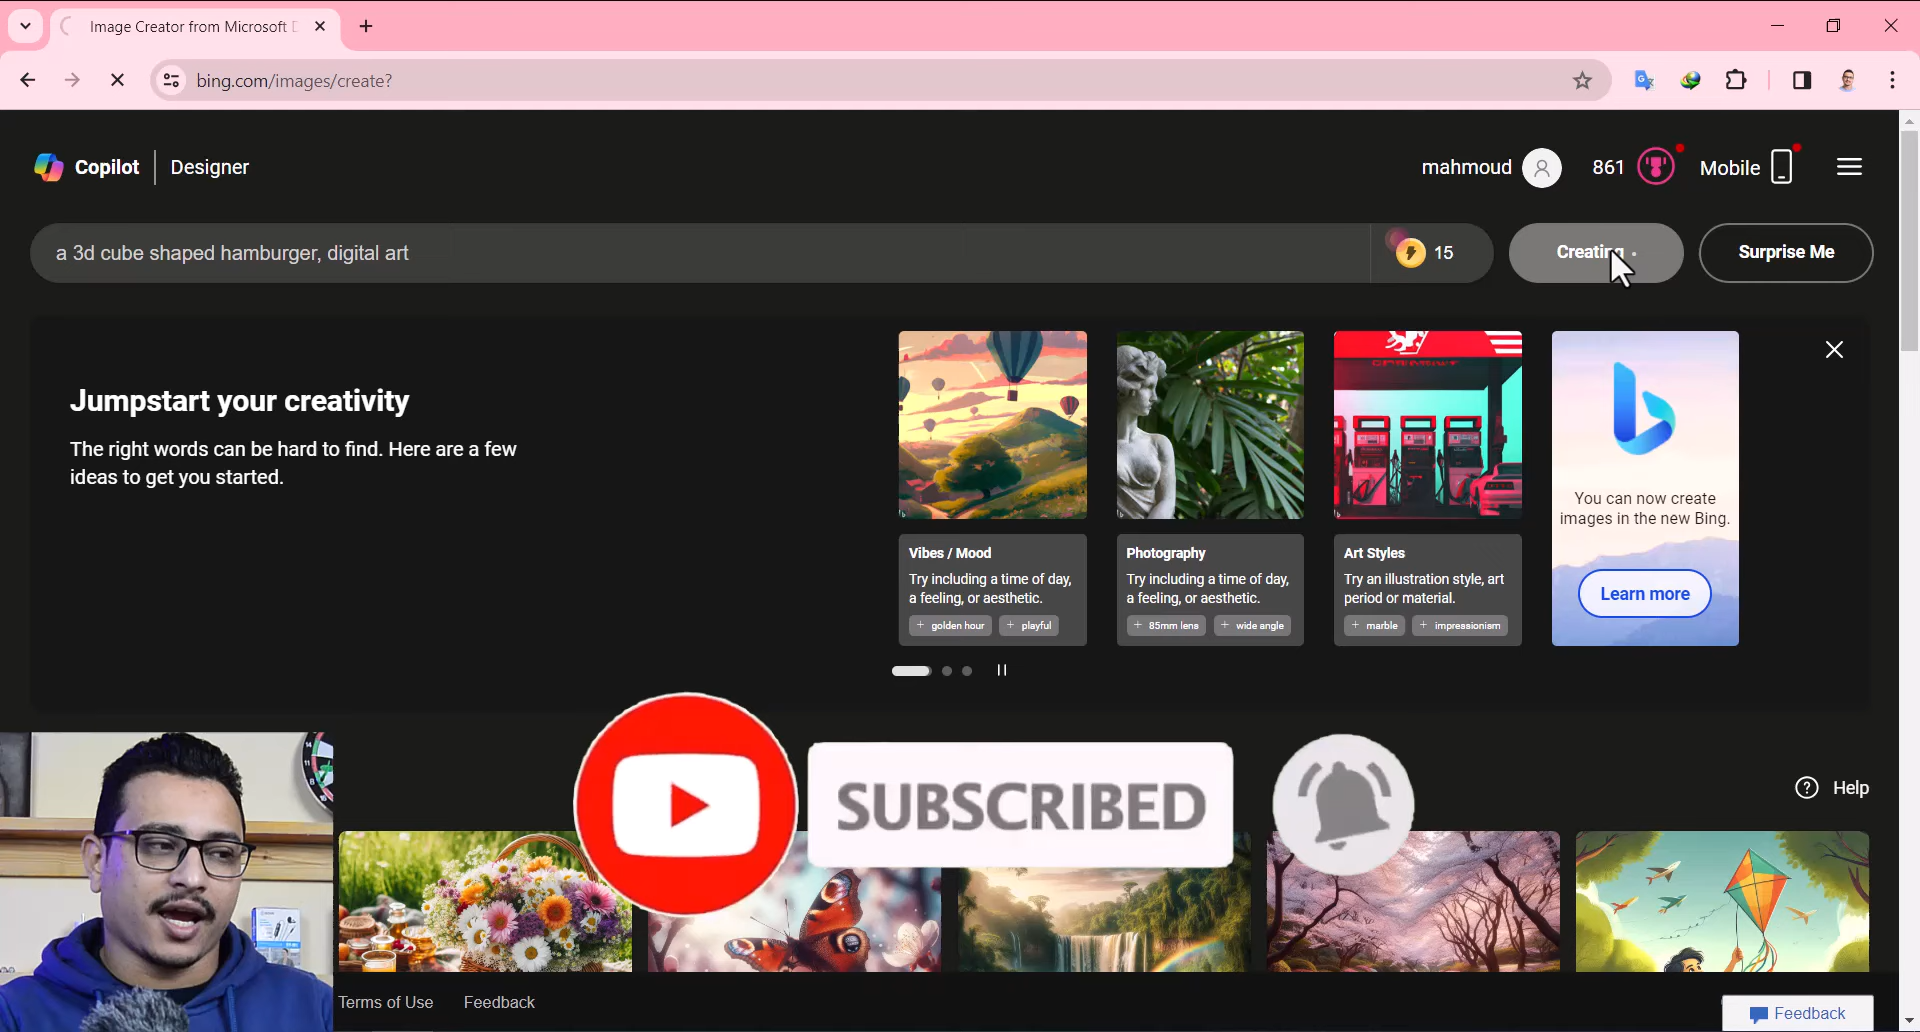 Image Creator from Microsoft D
bing.com/images/create?
Copilot
Designer
mahmoud
861
Mobile
a 3d cube shaped hamburger, digital art
15
Creating
Surprise Me
Jumpstart your creativity
The right words can be hard to find. Here are a few
ideas to get you started.
Vibes / Mood
Try including a time of day,
a feeling, or aesthetic.
+ golden hour
+ playful
Photography
Try including a time of day,
a feeling, or aesthetic.
+ 85mm lens
+ wide angle
Art Styles
Try an illustration style, art
period or material.
+ marble
+ impressionism
You can now create
images in the new Bing.
Learn more
SUBSCRIBED
? Help
Terms of Use
Feedback
Feedback